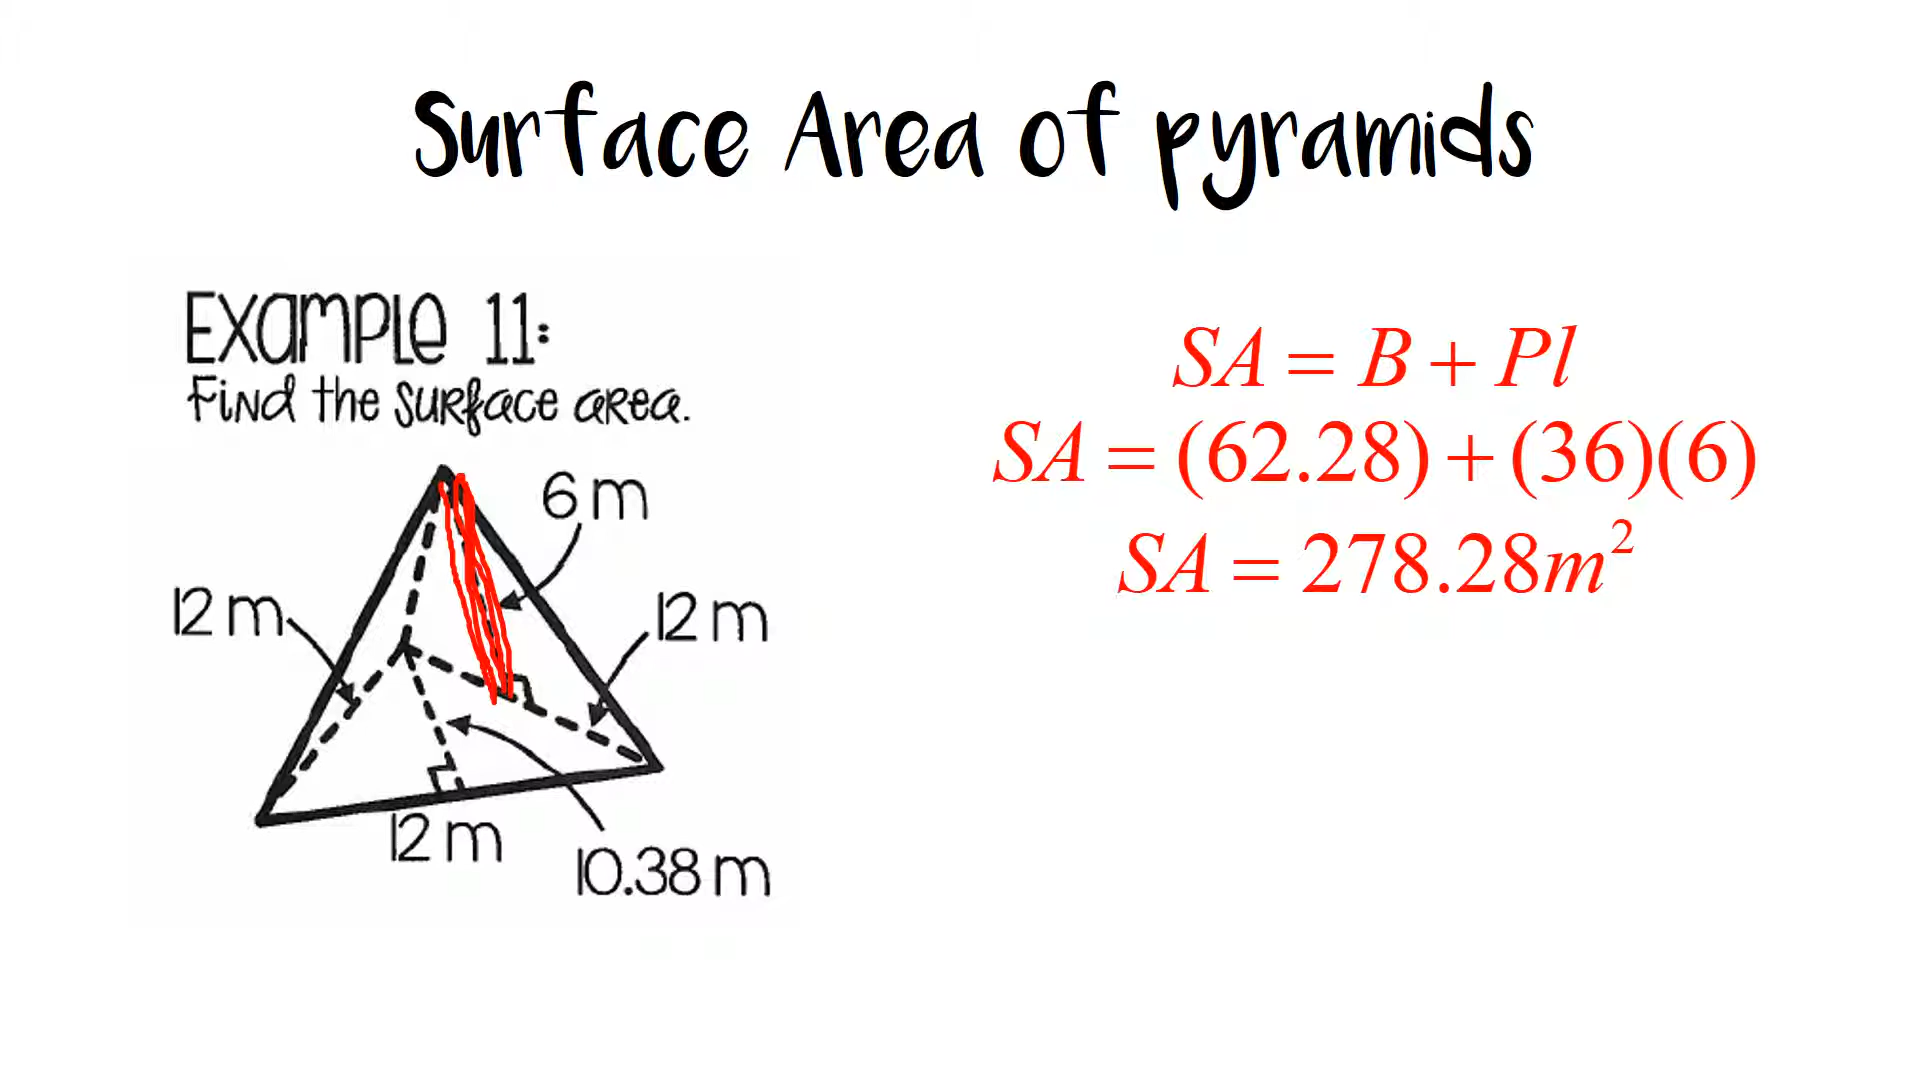 Surface Area of pyramids
Example 11:
Find the surface area.
6 m
12 m
12 m
12 m
10.38 m
SA = B + Pl
SA = (62.28) + (36)(6)
SA = 278.28m²